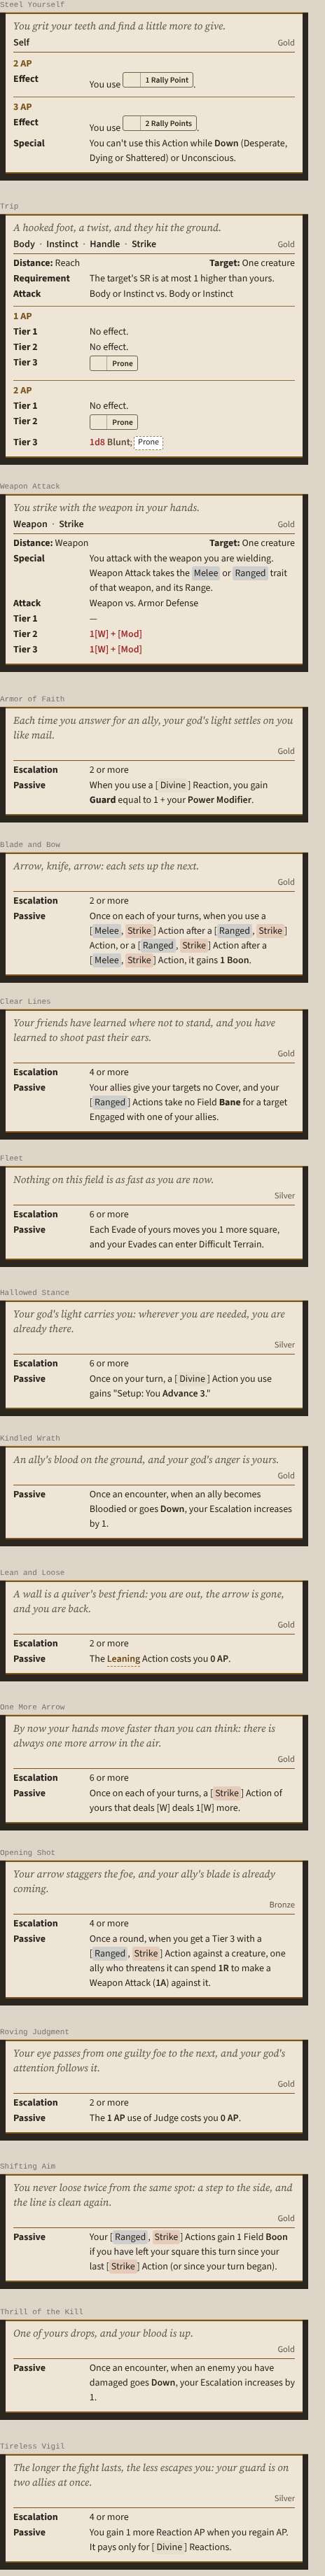 Steel Yourself
You grit your teeth and find a little more to give.
Self Gold
2 AP
Effect You use 1 Rally Point.
3 AP
Effect You use 2 Rally Points.
Special You can't use this Action while Down (Desperate,
Dying or Shattered) or Unconscious.
Trip
A hooked foot, a twist, and they hit the ground.
Body · Instinct · Handle · Strike Gold
Distance: Reach Target: One creature
Requirement The target's SR is at most 1 higher than yours.
Attack Body or Instinct vs. Body or Instinct
1 AP
Tier 1 No effect.
Tier 2 No effect.
Tier 3 Prone
2 AP
Tier 1 No effect.
Tier 2 Prone
Tier 3 1d8 Blunt; Prone
Weapon Attack
You strike with the weapon in your hands.
Weapon · Strike Gold
Distance: Weapon Target: One creature
Special You attack with the weapon you are wielding.
Weapon Attack takes the Melee or Ranged trait
of that weapon, and its Range.
Attack Weapon vs. Armor Defense
Tier 1 —
Tier 2 1[W] + [Mod]
Tier 3 1[W] + [Mod]
Armor of Faith
Each time you answer for an ally, your god's light settles on you
like mail.
Gold
Escalation 2 or more
Passive When you use a [ Divine ] Reaction, you gain
Guard equal to 1 + your Power Modifier.
Blade and Bow
Arrow, knife, arrow: each sets up the next.
Gold
Escalation 2 or more
Passive Once on each of your turns, when you use a
[ Melee , Strike ] Action after a [ Ranged , Strike ]
Action, or a [ Ranged , Strike ] Action after a
[ Melee , Strike ] Action, it gains 1 Boon.
Clear Lines
Your friends have learned where not to stand, and you have
learned to shoot past their ears.
Gold
Escalation 4 or more
Passive Your allies give your targets no Cover, and your
[ Ranged ] Actions take no Field Bane for a target
Engaged with one of your allies.
Fleet
Nothing on this field is as fast as you are now.
Silver
Escalation 6 or more
Passive Each Evade of yours moves you 1 more square,
and your Evades can enter Difficult Terrain.
Hallowed Stance
Your god's light carries you: wherever you are needed, you are
already there.
Silver
Escalation 6 or more
Passive Once on your turn, a [ Divine ] Action you use
gains "Setup: You Advance 3."
Kindled Wrath
An ally's blood on the ground, and your god's anger is yours.
Gold
Passive Once an encounter, when an ally becomes
Bloodied or goes Down, your Escalation increases
by 1.
Lean and Loose
A wall is a quiver's best friend: you are out, the arrow is gone,
and you are back.
Gold
Escalation 2 or more
Passive The Leaning Action costs you 0 AP.
One More Arrow
By now your hands move faster than you can think: there is
always one more arrow in the air.
Gold
Escalation 6 or more
Passive Once on each of your turns, a [ Strike ] Action of
yours that deals [W] deals 1[W] more.
Opening Shot
Your arrow staggers the foe, and your ally's blade is already
coming.
Bronze
Escalation 4 or more
Passive Once a round, when you get a Tier 3 with a
[ Ranged , Strike ] Action against a creature, one
ally who threatens it can spend 1R to make a
Weapon Attack (1A) against it.
Roving Judgment
Your eye passes from one guilty foe to the next, and your god's
attention follows it.
Gold
Escalation 2 or more
Passive The 1 AP use of Judge costs you 0 AP.
Shifting Aim
You never loose twice from the same spot: a step to the side, and
the line is clean again.
Gold
Passive Your [ Ranged , Strike ] Actions gain 1 Field Boon
if you have left your square this turn since your
last [ Strike ] Action (or since your turn began).
Thrill of the Kill
One of yours drops, and your blood is up.
Gold
Passive Once an encounter, when an enemy you have
damaged goes Down, your Escalation increases by
1.
Tireless Vigil
The longer the fight lasts, the less escapes you: your guard is on
two allies at once.
Silver
Escalation 4 or more
Passive You gain 1 more Reaction AP when you regain AP.
It pays only for [ Divine ] Reactions.